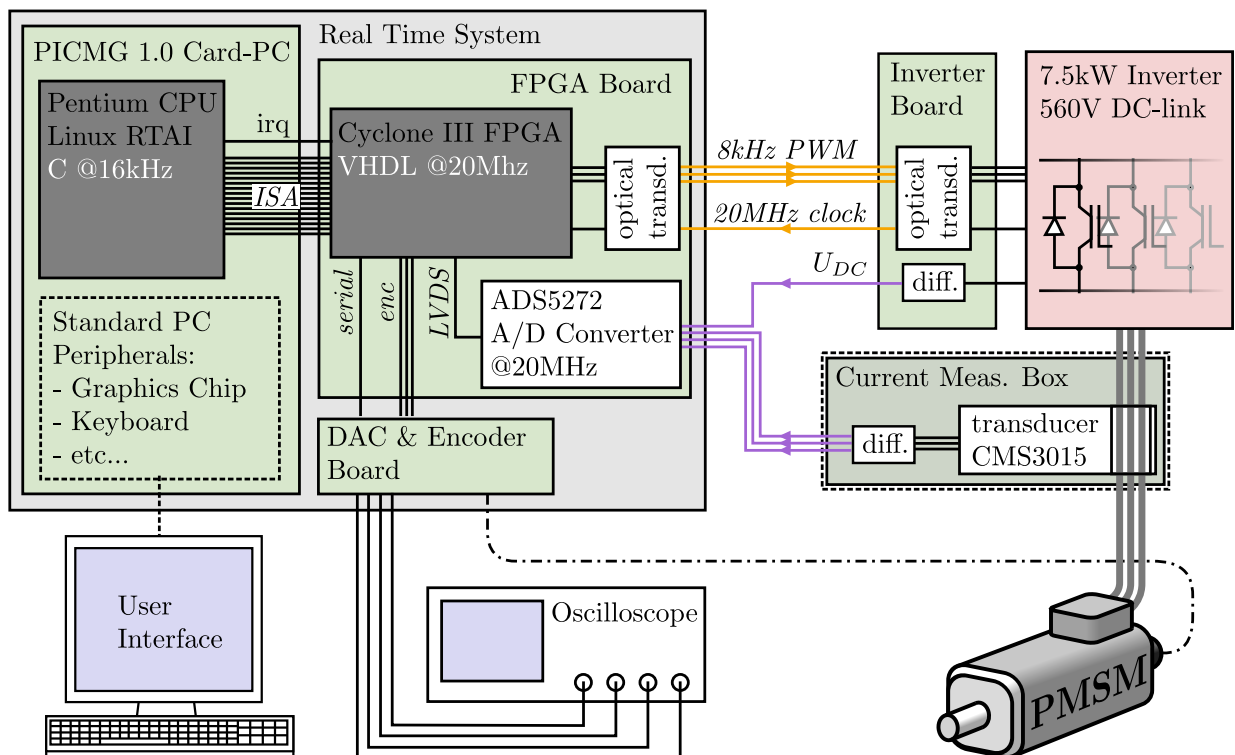 Real Time System
PICMG 1.0 Card-PC
Pentium CPU
Linux RTAI
C @16kHz
irq
ISA
FPGA Board
Cyclone III FPGA
VHDL @20Mhz
optical
transd.
8kHz PWM
20MHz clock
U_DC
Inverter
Board
optical
transd.
diff.
7.5kW Inverter
560V DC-link
serial
enc
LVDS
ADS5272
A/D Converter
@20MHz
Standard PC
Peripherals:
- Graphics Chip
- Keyboard
- etc...
DAC & Encoder
Board
Current Meas. Box
diff.
transducer
CMS3015
User
Interface
Oscilloscope
PMSM